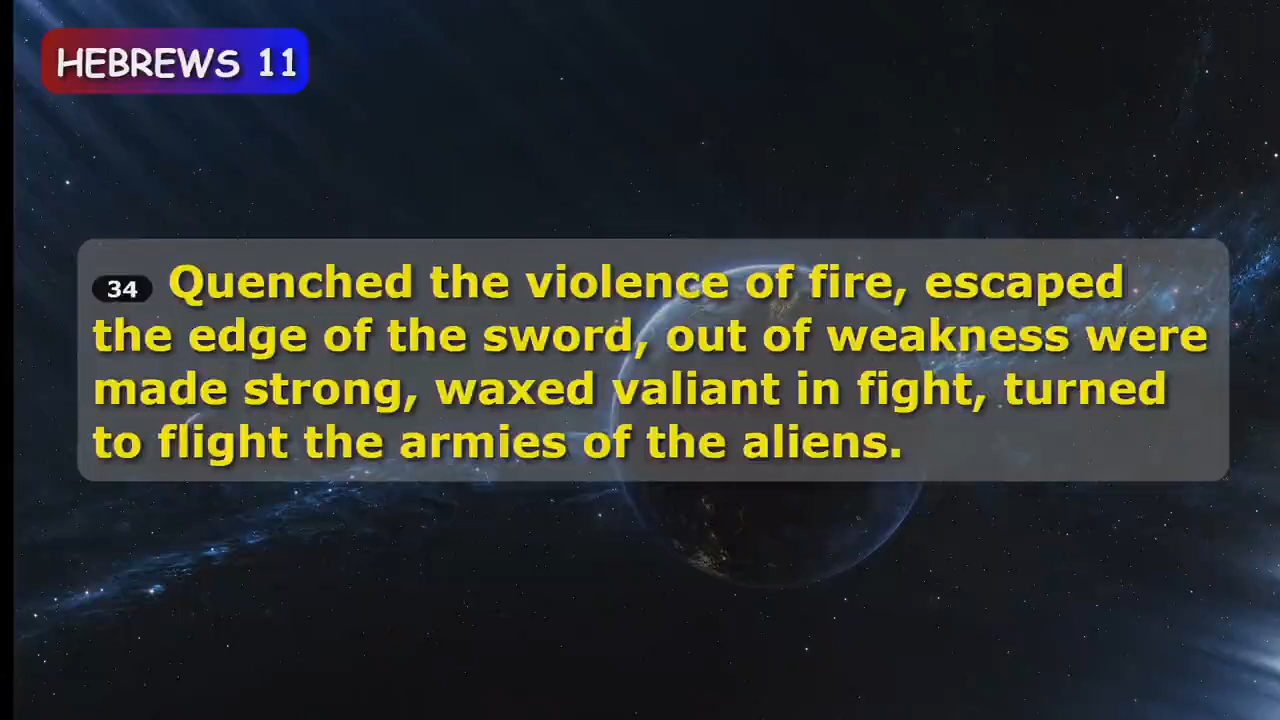 HEBREWS 11
34 Quenched the violence of fire, escaped
the edge of the sword, out of weakness were
made strong, waxed valiant in fight, turned
to flight the armies of the aliens.